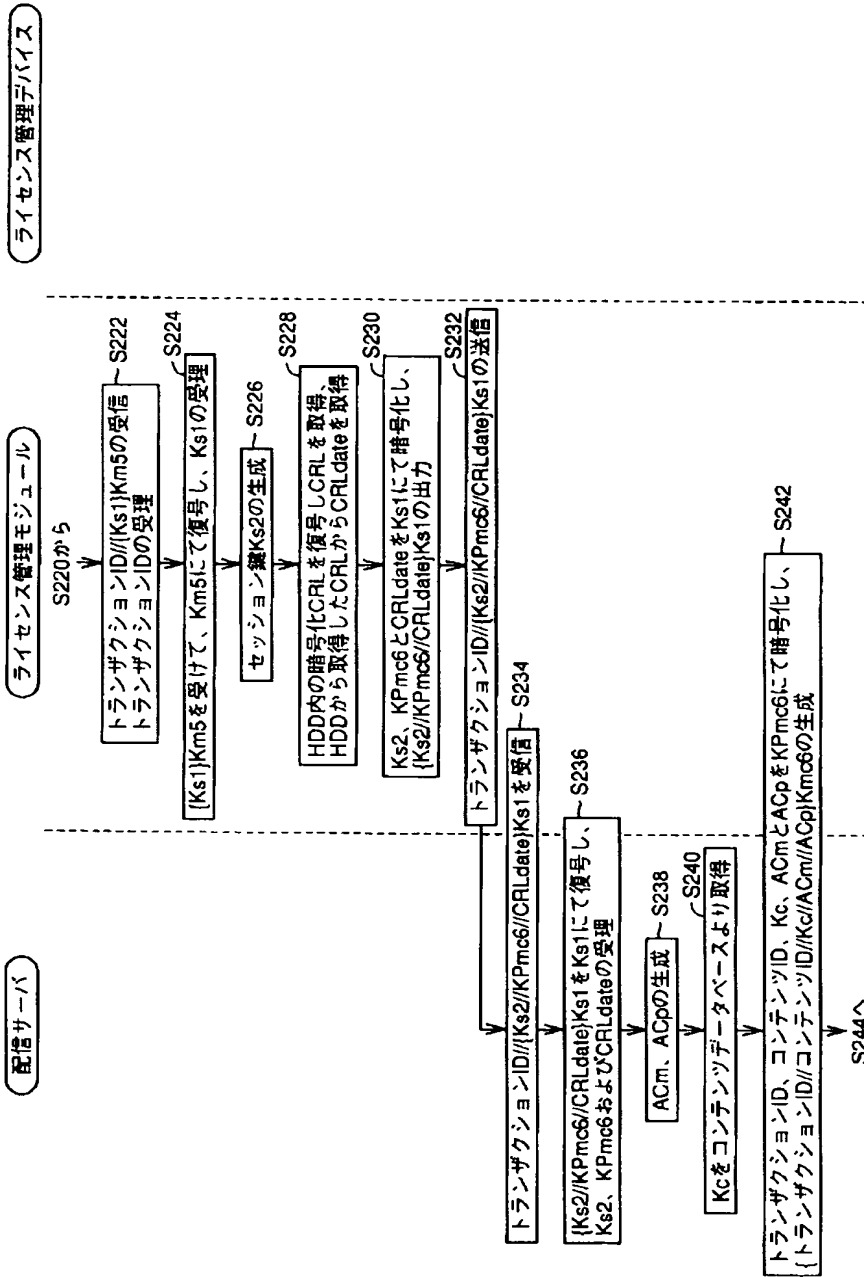 配信サーバ
ライセンス管理モジュール
ライセンス管理デバイス
S220から
トランザクションID//{Ks1}Km5の受信
トランザクションIDの受理
S222
{Ks1}Km5を受けて、Km5にて復号し、Ks1の受理
S224
セッション鍵Ks2の生成
S226
HDD内の暗号化CRLを復号しCRLを取得、
HDDから取得したCRLからCRLdateを取得
S228
Ks2、KPmc6とCRLdateをKs1にて暗号化し、
{Ks2//KPmc6//CRLdate}Ks1の出力
S230
トランザクションID//{Ks2//KPmc6//CRLdate}Ks1の送信
S232
トランザクションID//{Ks2//KPmc6//CRLdate}Ks1を受信
S234
{Ks2//KPmc6//CRLdate}Ks1をKs1にて復号し、
Ks2、KPmc6およびCRLdateの受理
S236
ACm、ACpの生成
S238
Kcをコンテンツデータベースより取得
S240
トランザクションID、コンテンツID、Kc、ACmとACpをKPmc6にて暗号化し、
{トランザクションID//コンテンツID//Kc//ACm//ACp}Kmc6の生成
S242
S244へ